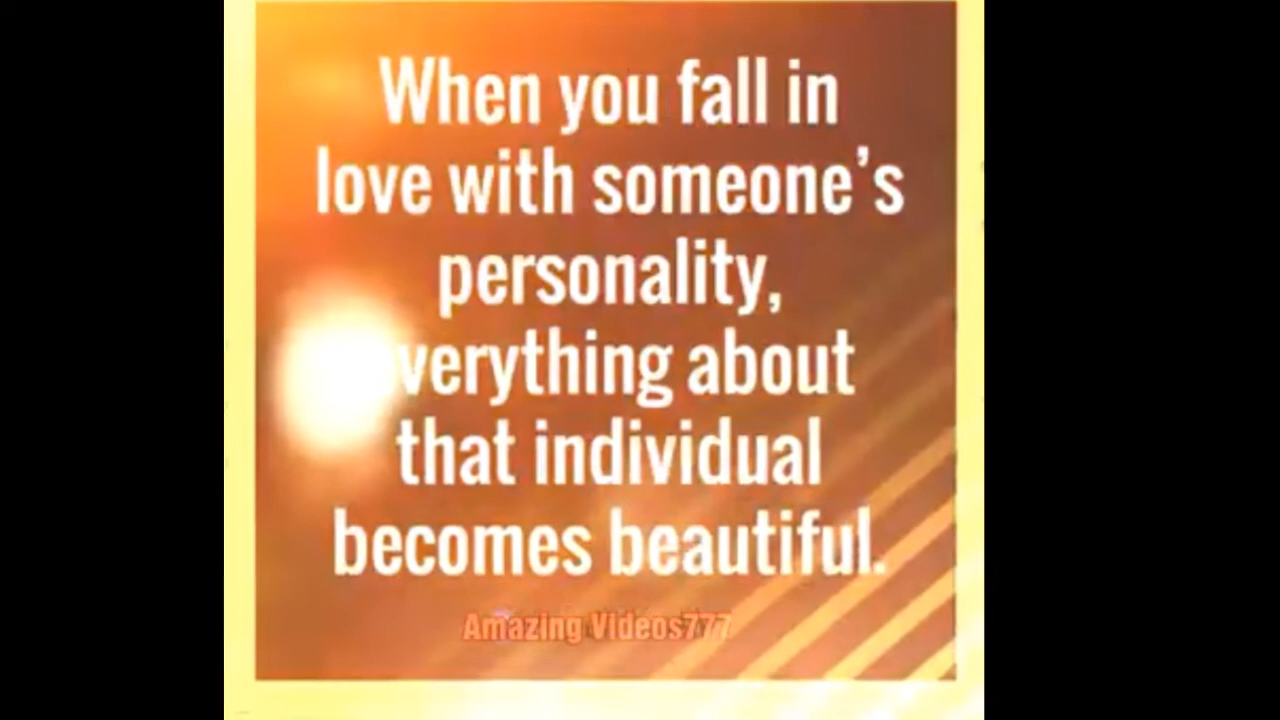 When you fall in
love with someone's
personality,
verything about
that individual
becomes beautiful.
Amazing Videos777